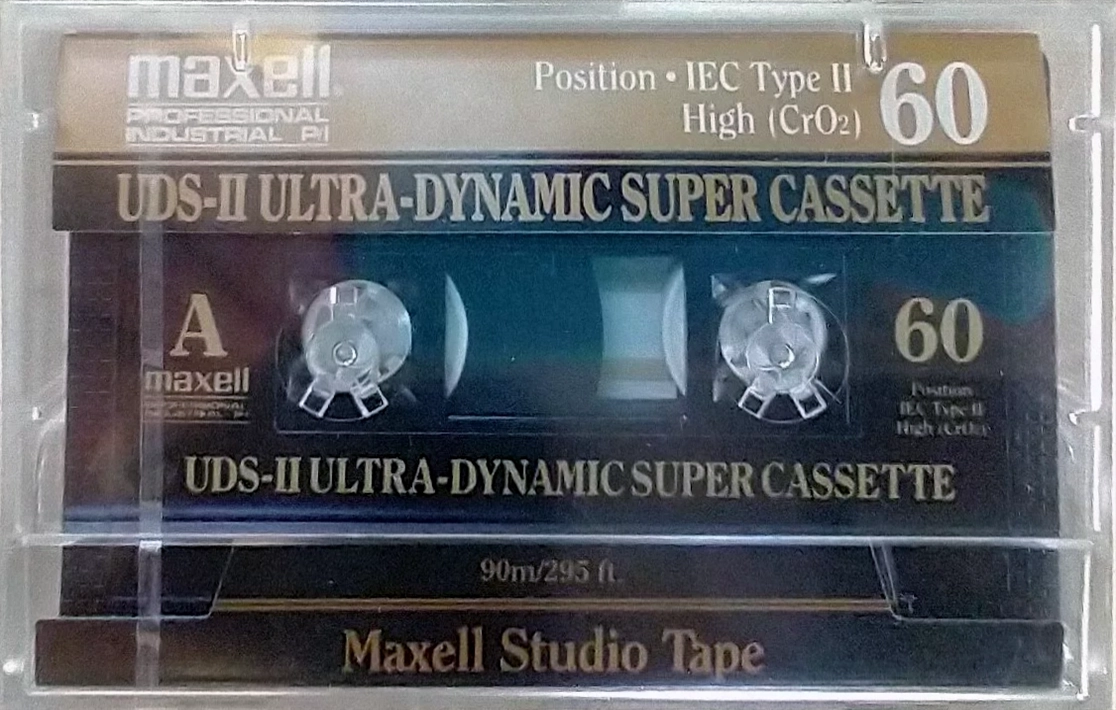 maxell
PROFESSIONAL
INDUSTRIAL P/I
Position • IEC Type II
High (CrO2)
60
UDS-II ULTRA-DYNAMIC SUPER CASSETTE
A
maxell
60
Position
IEC Type II
High (CrO2)
UDS-II ULTRA-DYNAMIC SUPER CASSETTE
90m/295 ft.
Maxell Studio Tape